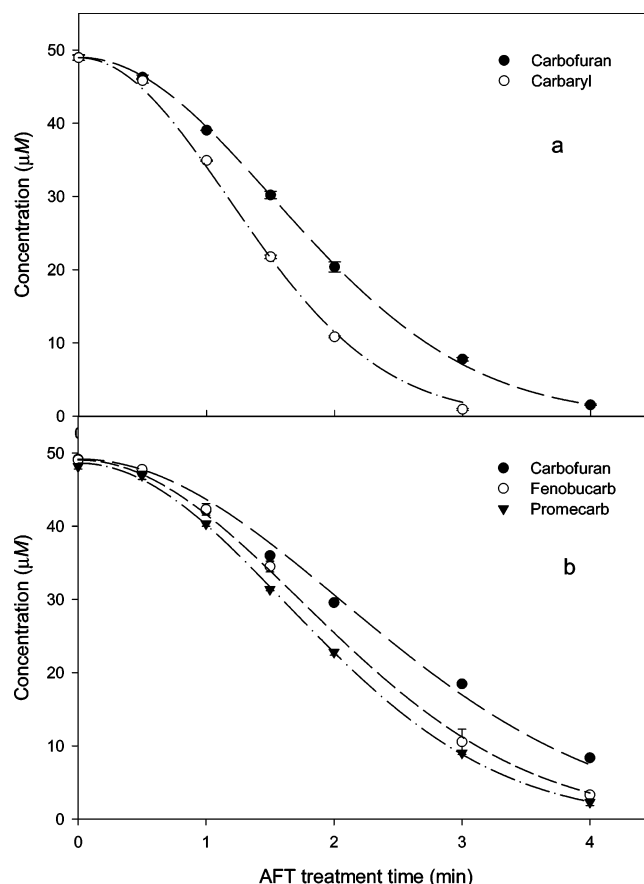 50
40
30
20
10
0
Concentration (µM)
Carbofuran
Carbaryl
a
50
40
30
20
10
0
Concentration (µM)
Carbofuran
Fenobucarb
Promecarb
b
0 1 2 3 4
AFT treatment time (min)